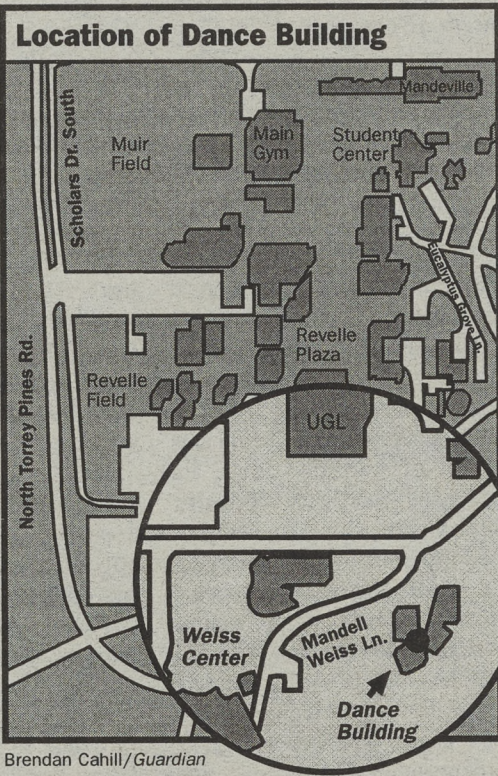 Location of Dance Building
Mandeville
Scholars Dr. South
Muir
Field
Main
Gym
Student
Center
Eucalyptus Grove Ln.
North Torrey Pines Rd.
Revelle
Plaza
Revelle
Field
UGL
Weiss
Center
Mandell
Weiss Ln.
Dance
Building
Brendan Cahill/Guardian